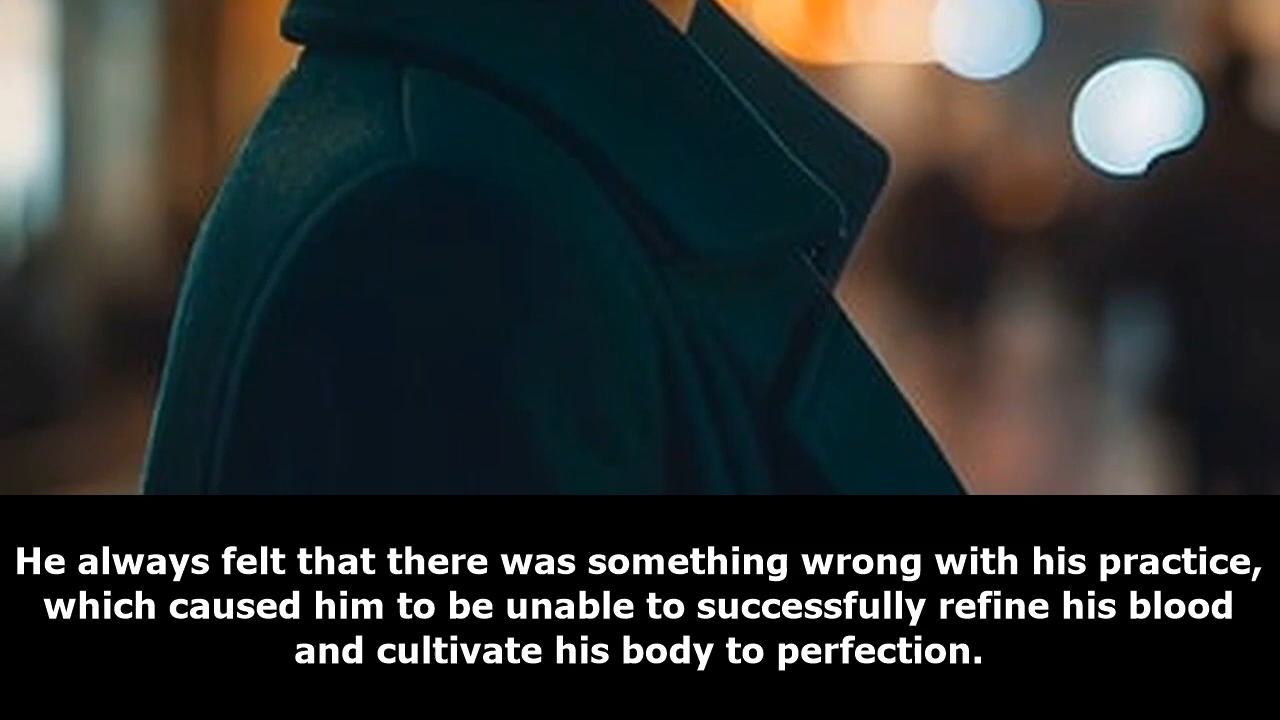 He always felt that there was something wrong with his practice,
which caused him to be unable to successfully refine his blood
and cultivate his body to perfection.